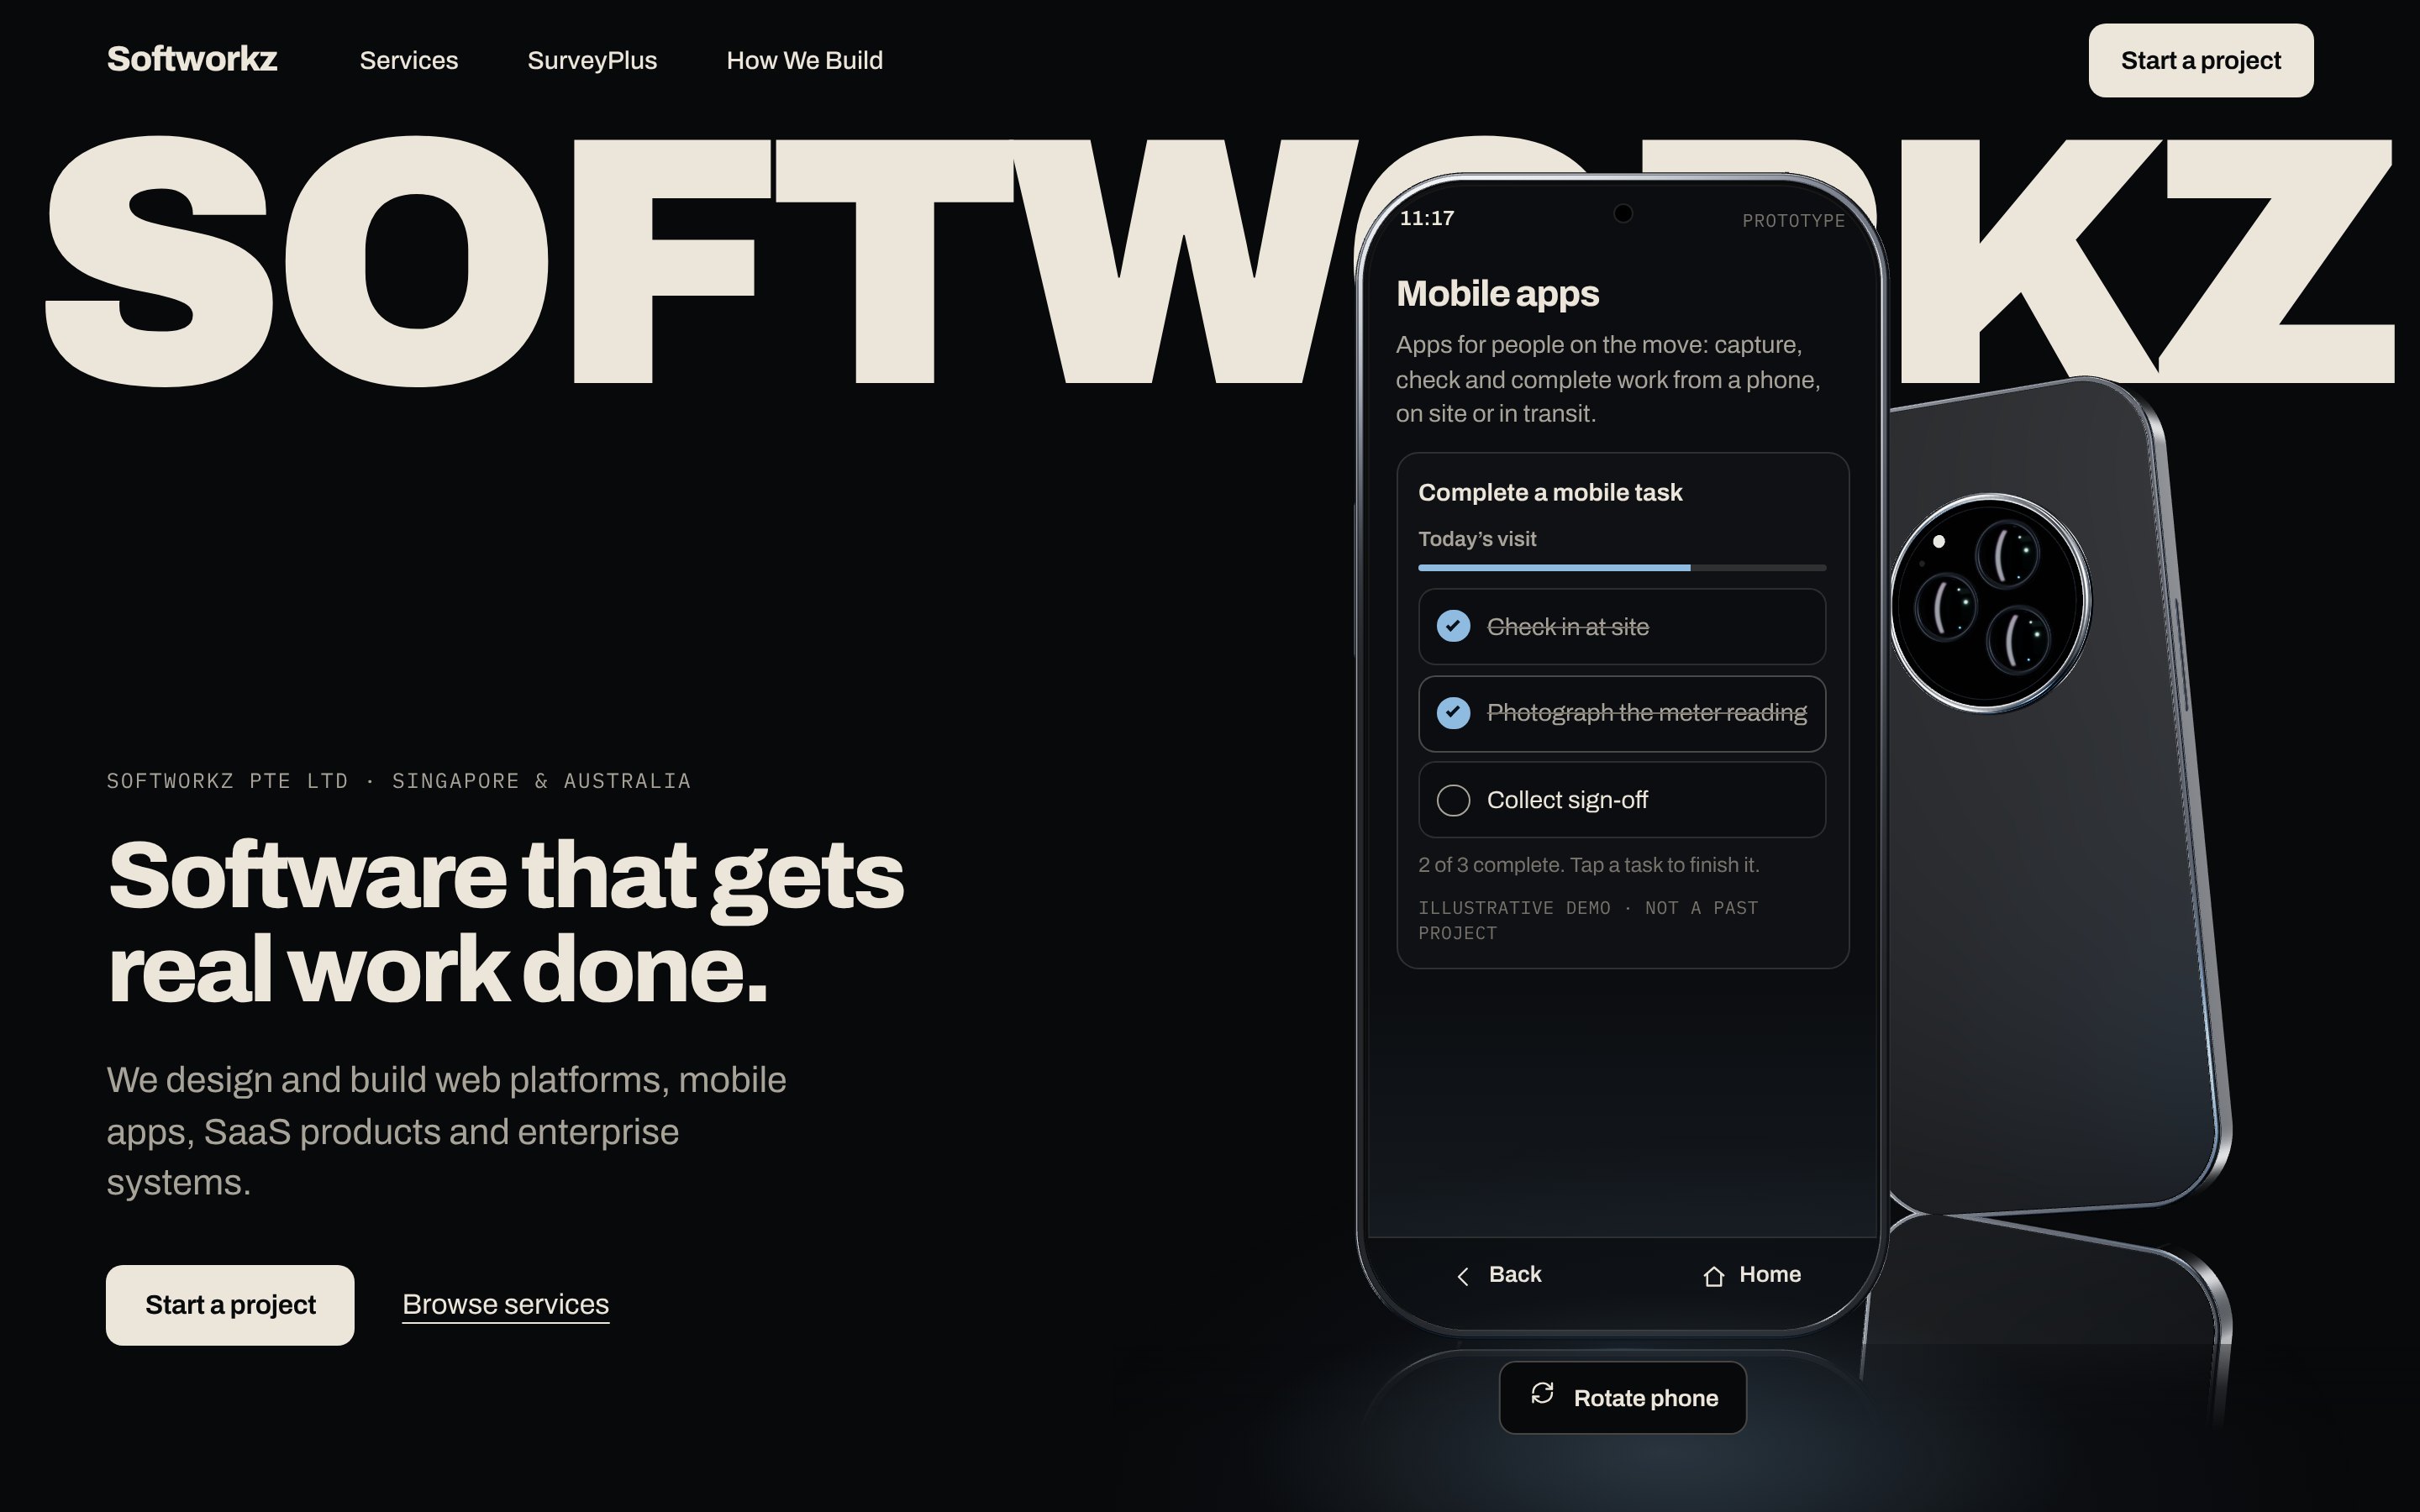 Softworkz
Services
SurveyPlus
How We Build
Start a project
SOFTWORKZ
11:17
PROTOTYPE
Mobile apps
Apps for people on the move: capture,
check and complete work from a phone,
on site or in transit.
Complete a mobile task
Today’s visit
Check in at site
Photograph the meter reading
Collect sign-off
2 of 3 complete. Tap a task to finish it.
ILLUSTRATIVE DEMO · NOT A PAST
PROJECT
Back
Home
Rotate phone
SOFTWORKZ PTE LTD · SINGAPORE & AUSTRALIA
Software that gets
real work done.
We design and build web platforms, mobile
apps, SaaS products and enterprise
systems.
Start a project
Browse services